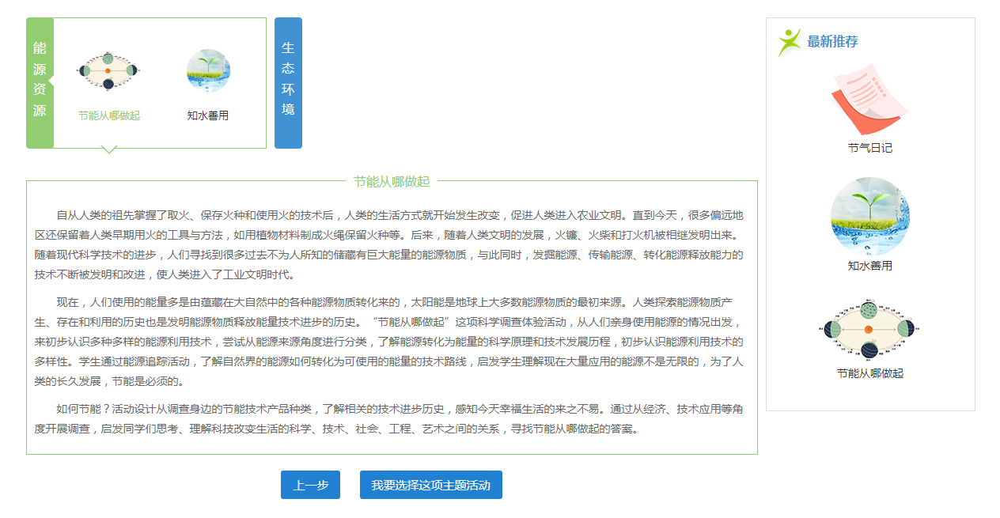 能源资源
节能从哪做起
知水善用
生态环境
节能从哪做起
自从人类的祖先掌握了取火、保存火种和使用火的技术后，人类的生活方式就开始发生改变，促进人类进入农业文明。直到今天，很多偏远地
区还保留着人类早期用火的工具与方法，如用植物材料制成火绳保留火种等。后来，随着人类文明的发展，火镰、火柴和打火机被相继发明出来。
随着现代科学技术的进步，人们寻找到很多过去不为人所知的储藏有巨大能量的能源物质，与此同时，发掘能源、传输能源、转化能源释放能力的
技术不断被发明和改进，使人类进入了工业文明时代。
现在，人们使用的能量多是由蕴藏在大自然中的各种能源物质转化来的，太阳能是地球上大多数能源物质的最初来源。人类探索能源物质产
生、存在和利用的历史也是发明能源物质释放能量技术进步的历史。“节能从哪做起”这项科学调查体验活动，从人们亲身使用能源的情况出发，
来初步认识多种多样的能源利用技术，尝试从能源来源角度进行分类，了解能源转化为能量的科学原理和技术发展历程，初步认识能源利用技术的
多样性。学生通过能源追踪活动，了解自然界的能源如何转化为可使用的能量的技术路线，启发学生理解现在大量应用的能源不是无限的，为了人
类的长久发展，节能是必须的。
如何节能？活动设计从调查身边的节能技术产品种类，了解相关的技术进步历史，感知今天幸福生活的来之不易。通过从经济、技术应用等角
度开展调查，启发同学们思考、理解科技改变生活的科学、技术、社会、工程、艺术之间的关系，寻找节能从哪做起的答案。
上一步
我要选择这项主题活动
最新推荐
节气日记
知水善用
节能从哪做起